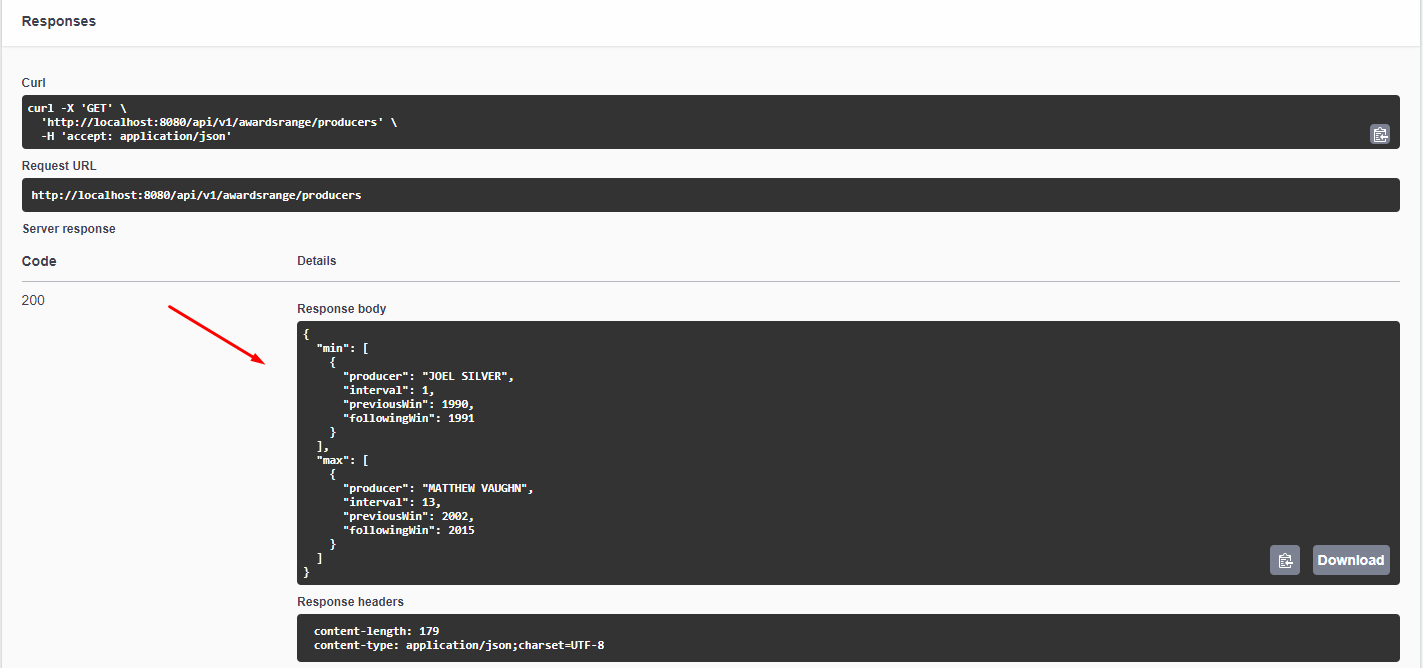 Responses
Curl
curl -X 'GET' \
  'http://localhost:8080/api/v1/awardsrange/producers' \
  -H 'accept: application/json'
Request URL
http://localhost:8080/api/v1/awardsrange/producers
Server response
Code Details
200
Response body
{
  "min": [
    {
      "producer": "JOEL SILVER",
      "interval": 1,
      "previousWin": 1990,
      "followingWin": 1991
    }
  ],
  "max": [
    {
      "producer": "MATTHEW VAUGHN",
      "interval": 13,
      "previousWin": 2002,
      "followingWin": 2015
    }
  ]
}
Download
Response headers
content-length: 179
content-type: application/json;charset=UTF-8